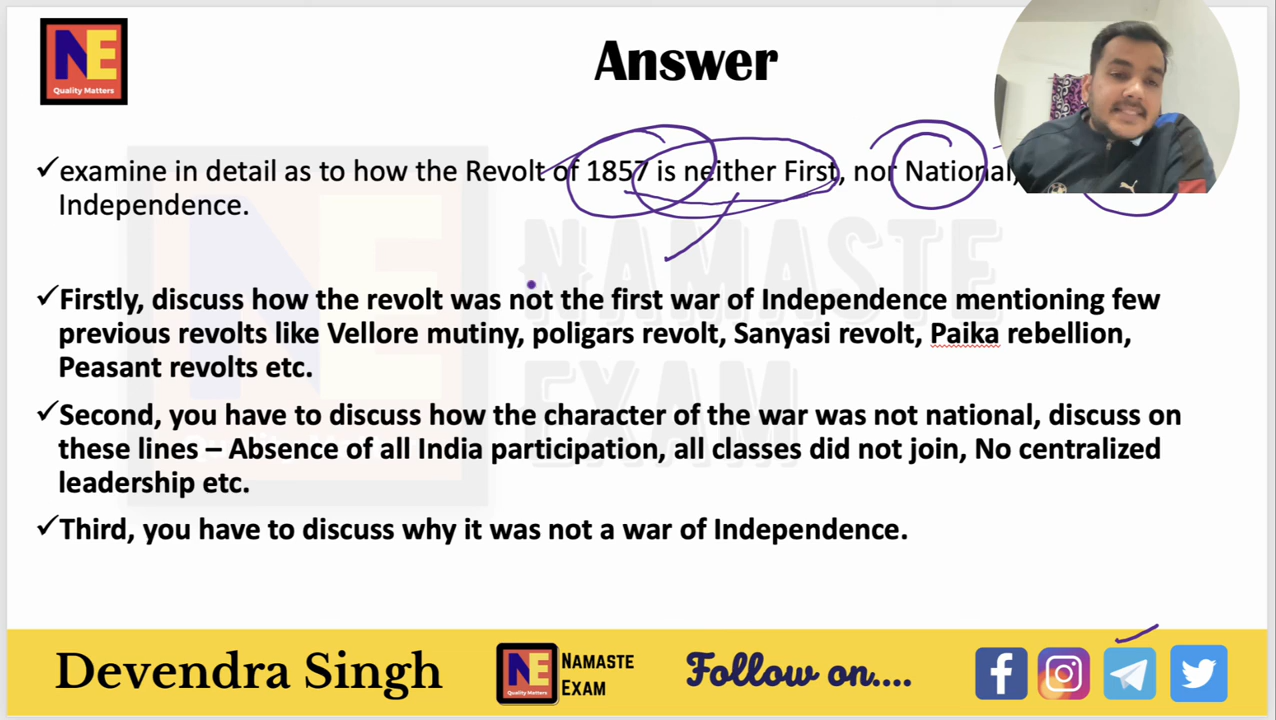 NE
Quality Matters
Answer
✓examine in detail as to how the Revolt of 1857 is neither First, nor National,
Independence.
NAMASTE
EXAM
✓Firstly, discuss how the revolt was not the first war of Independence mentioning few
previous revolts like Vellore mutiny, poligars revolt, Sanyasi revolt, Paika rebellion,
Peasant revolts etc.
✓Second, you have to discuss how the character of the war was not national, discuss on
these lines – Absence of all India participation, all classes did not join, No centralized
leadership etc.
✓Third, you have to discuss why it was not a war of Independence.
Devendra Singh
NE
Quality Matters
NAMASTE
EXAM
Follow on....